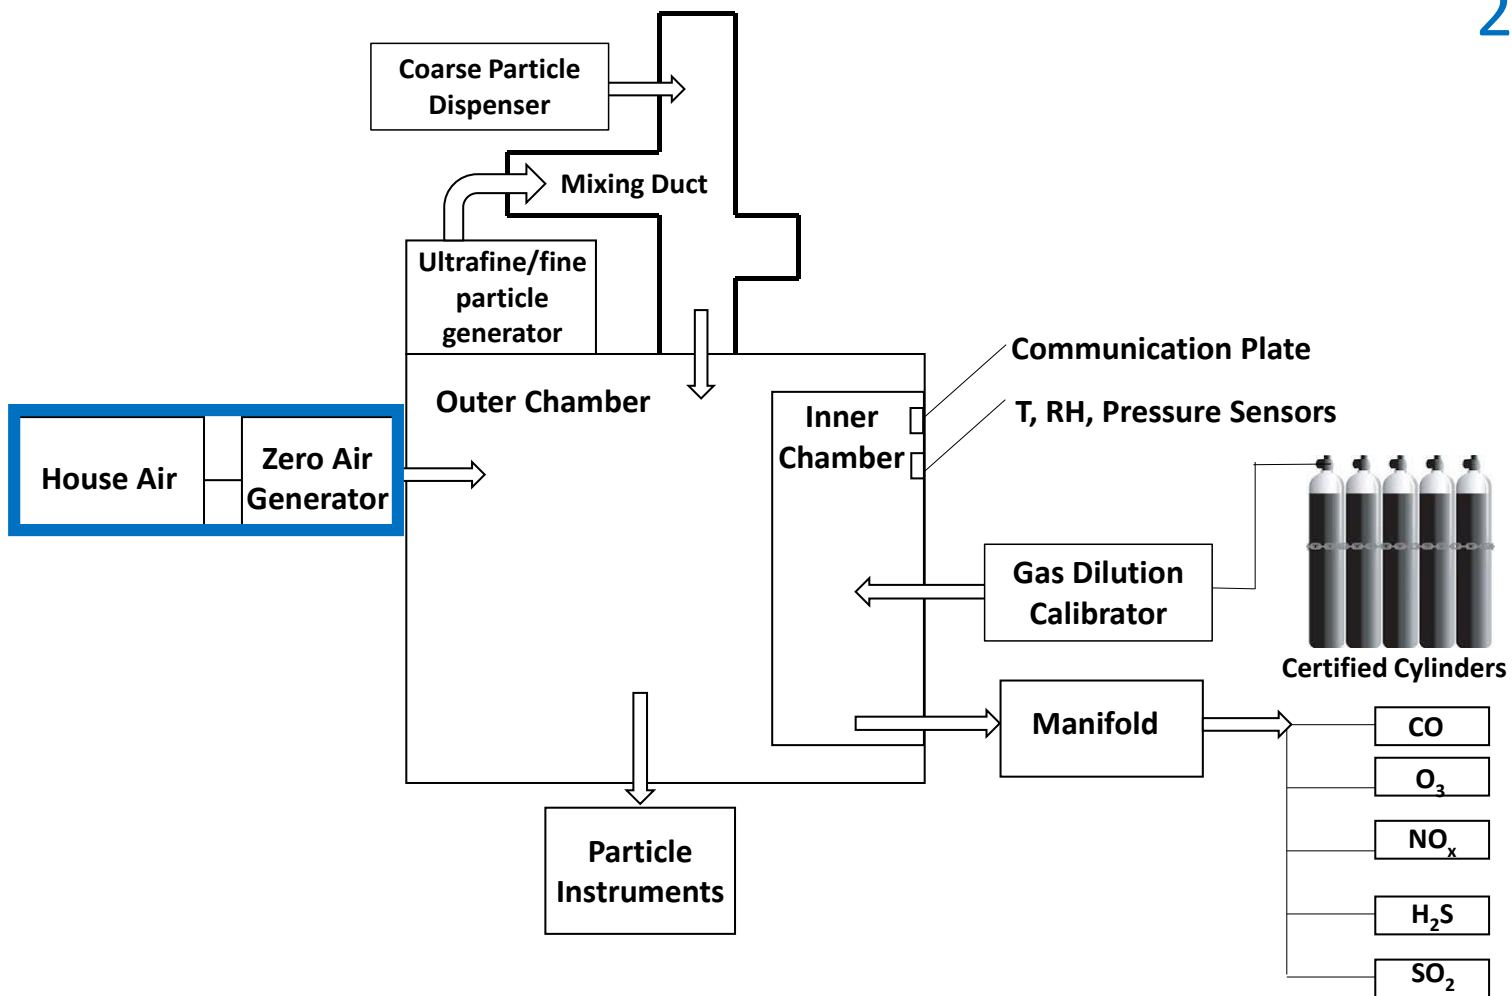 2
Coarse Particle
Dispenser
Mixing Duct
Ultrafine/fine
particle
generator
Communication Plate
Outer Chamber
T, RH, Pressure Sensors
Inner
Chamber
House Air
Zero Air
Generator
Gas Dilution
Calibrator
Certified Cylinders
Manifold
CO
O₃
NOₓ
H₂S
SO₂
Particle
Instruments